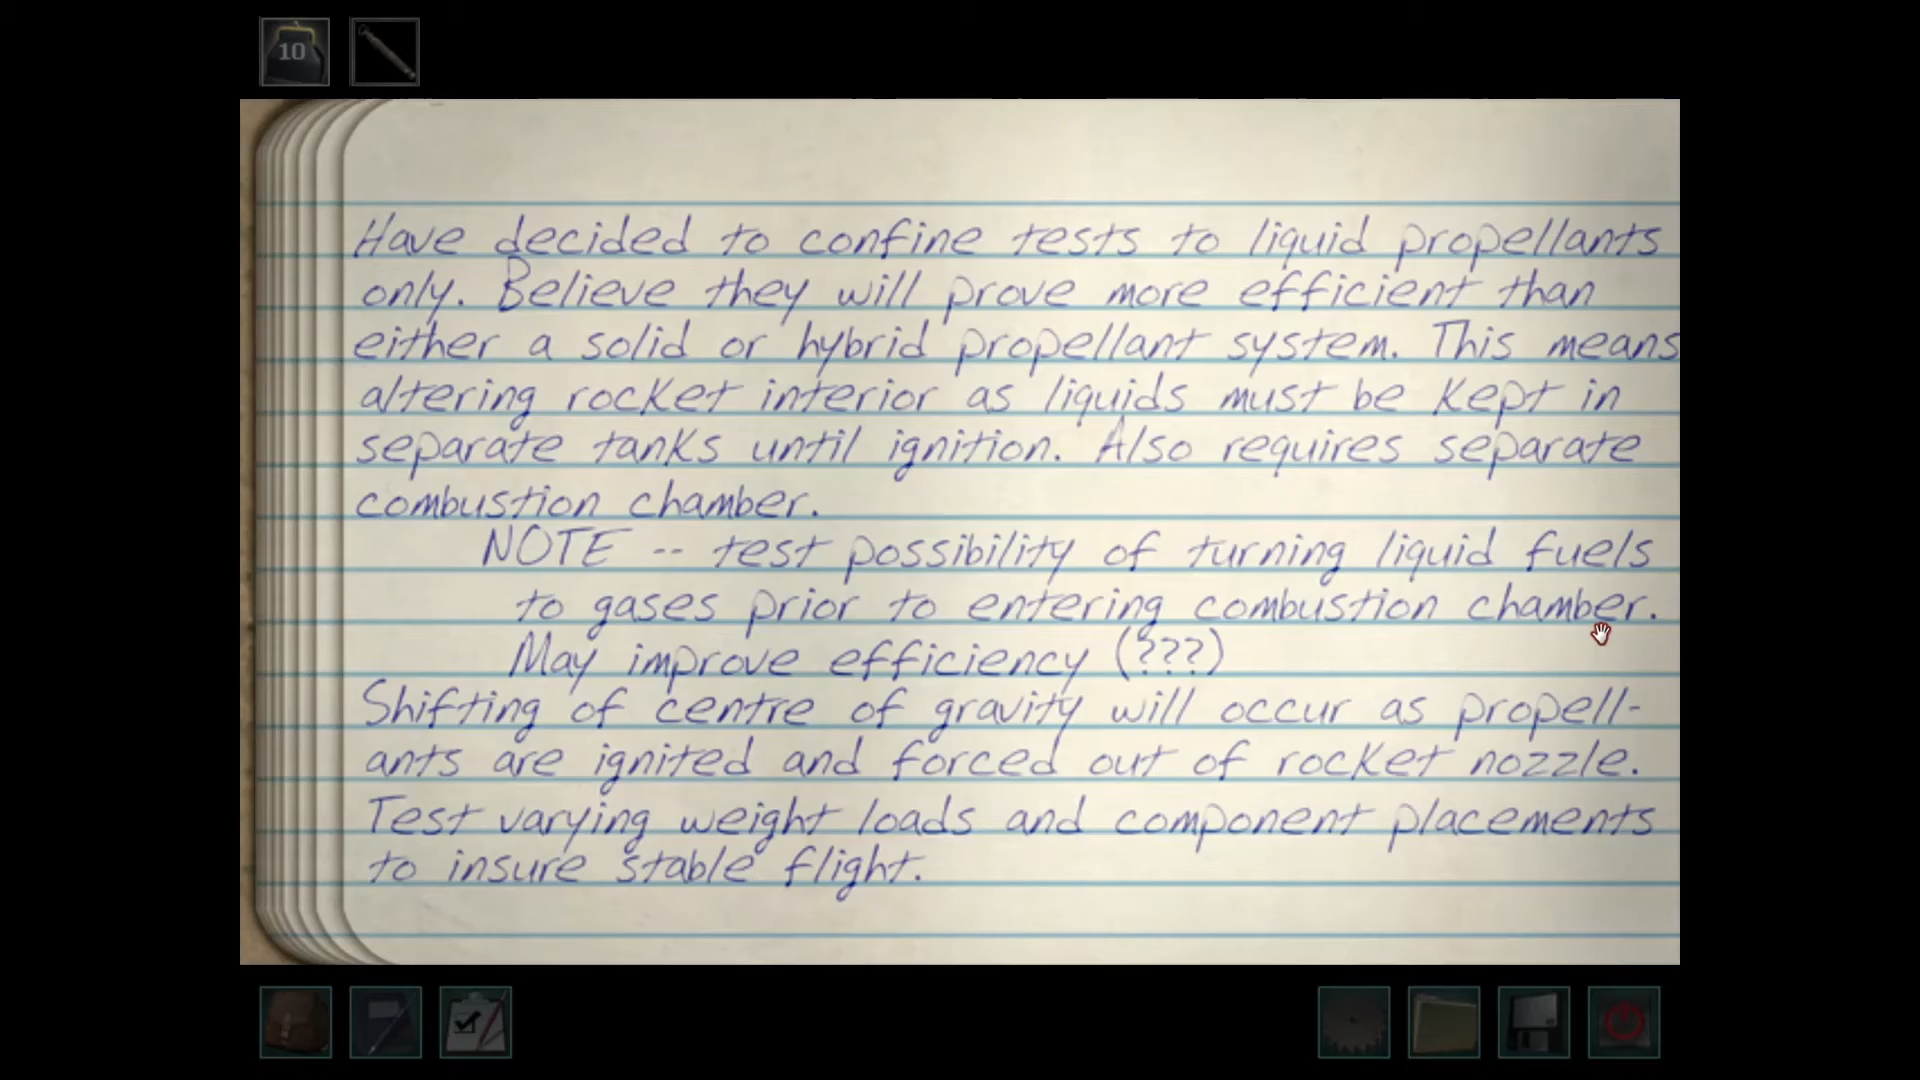 10
Have decided to confine tests to liquid propellants
only. Believe they will prove more efficient than
either a solid or hybrid propellant system. This means
altering rocket interior as liquids must be kept in
separate tanks until ignition. Also requires separate
combustion chamber.
NOTE -- test possibility of turning liquid fuels
to gases prior to entering combustion chamber.
May improve efficiency (???)
Shifting of centre of gravity will occur as propell-
ants are ignited and forced out of rocket nozzle.
Test varying weight loads and component placements
to insure stable flight.